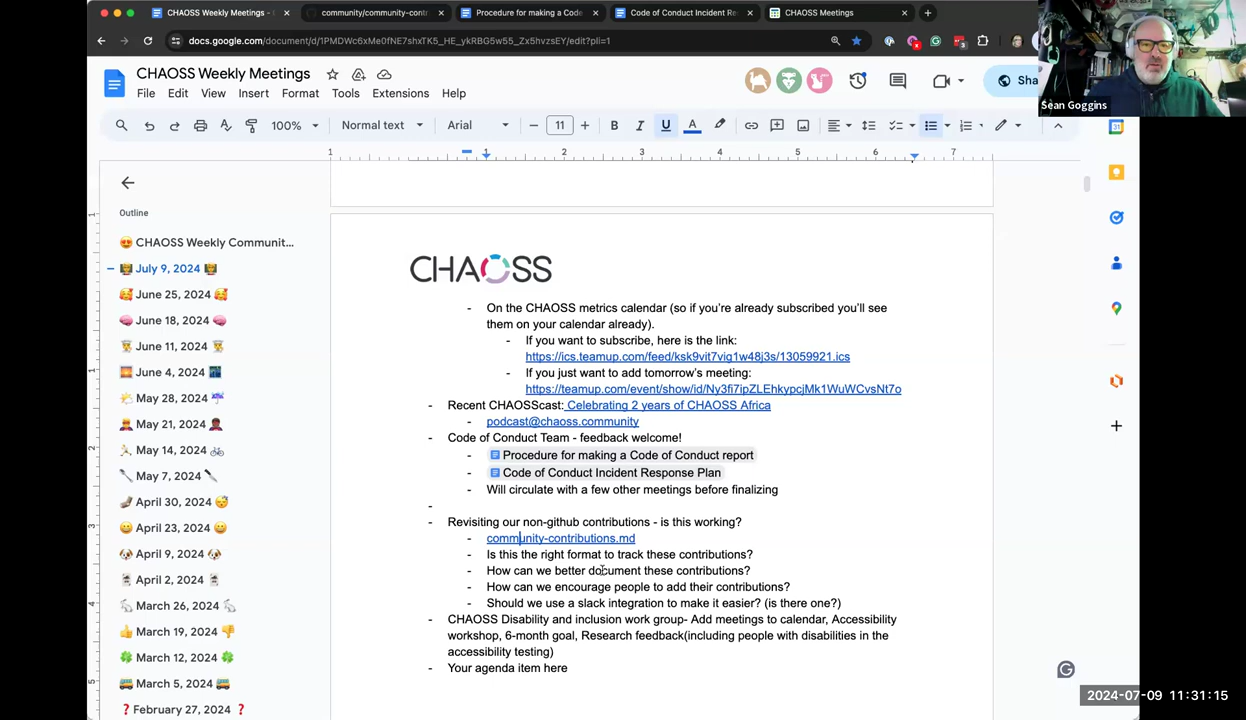 CHAOSS Weekly Meetings -
community/community-contr
Procedure for making a Code
Code of Conduct Incident Re
CHAOSS Meetings
docs.google.com/document/d/1PMDWc6xMe0fNE7shxTK5_HE_ykRBG5w55_Zx5hvzsEY/edit?pli=1
Sean Goggins
CHAOSS Weekly Meetings
Sha
File Edit View Insert Format Tools Extensions Help
100% Normal text Arial 11 B I U A
1 1 2 3 4 5 6 7
Outline
CHAOSS Weekly Communit...
July 9, 2024
June 25, 2024
June 18, 2024
June 11, 2024
June 4, 2024
May 28, 2024
May 21, 2024
May 14, 2024
May 7, 2024
April 30, 2024
April 23, 2024
April 9, 2024
April 2, 2024
March 26, 2024
March 19, 2024
March 12, 2024
March 5, 2024
February 27, 2024
CHAOSS
- On the CHAOSS metrics calendar (so if you're already subscribed you'll see
them on your calendar already).
- If you want to subscribe, here is the link:
https://ics.teamup.com/feed/ksk9vit7vig1w48j3s/13059921.ics
- If you just want to add tomorrow's meeting:
https://teamup.com/event/show/id/Ny3fi7ipZLEhkypcjMk1WuWCvsNt7o
- Recent CHAOSScast: Celebrating 2 years of CHAOSS Africa
- podcast@chaoss.community
- Code of Conduct Team - feedback welcome!
- Procedure for making a Code of Conduct report
- Code of Conduct Incident Response Plan
- Will circulate with a few other meetings before finalizing
-
- Revisiting our non-github contributions - is this working?
- community-contributions.md
- Is this the right format to track these contributions?
- How can we better document these contributions?
- How can we encourage people to add their contributions?
- Should we use a slack integration to make it easier? (is there one?)
- CHAOSS Disability and inclusion work group- Add meetings to calendar, Accessibility
workshop, 6-month goal, Research feedback(including people with disabilities in the
accessibility testing)
- Your agenda item here
2024-07-09 11:31:15